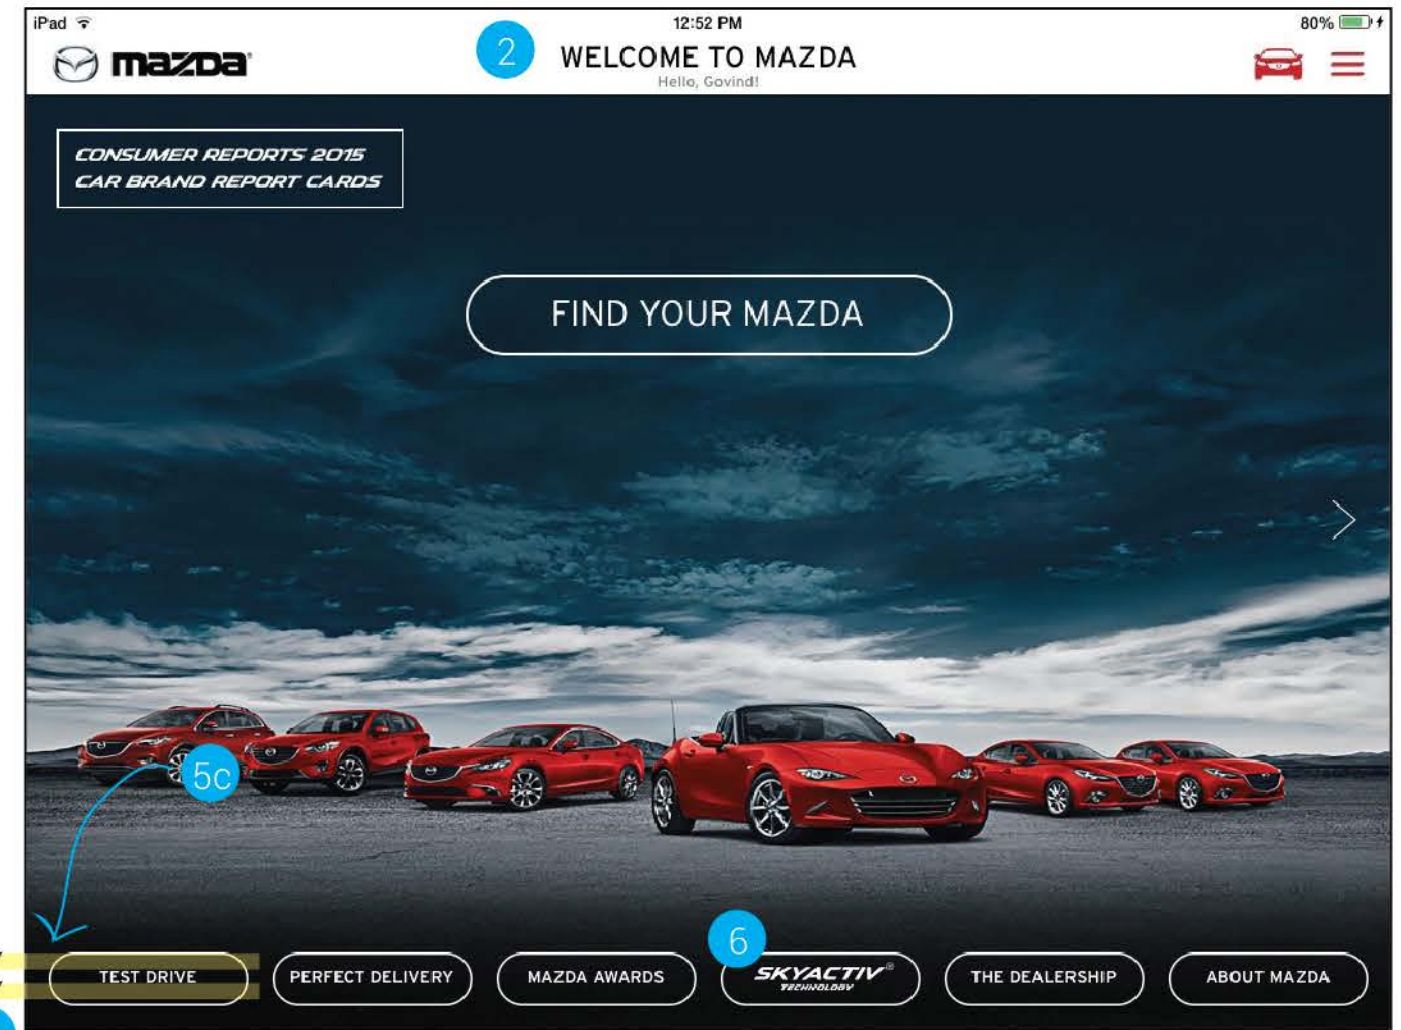 iPad
12:52 PM
80%
mazda
2
WELCOME TO MAZDA
Hello, Govind!
CONSUMER REPORTS 2015
CAR BRAND REPORT CARDS
FIND YOUR MAZDA
5c
6
TEST DRIVE
PERFECT DELIVERY
MAZDA AWARDS
SKYACTIV®
TECHNOLOGY
THE DEALERSHIP
ABOUT MAZDA